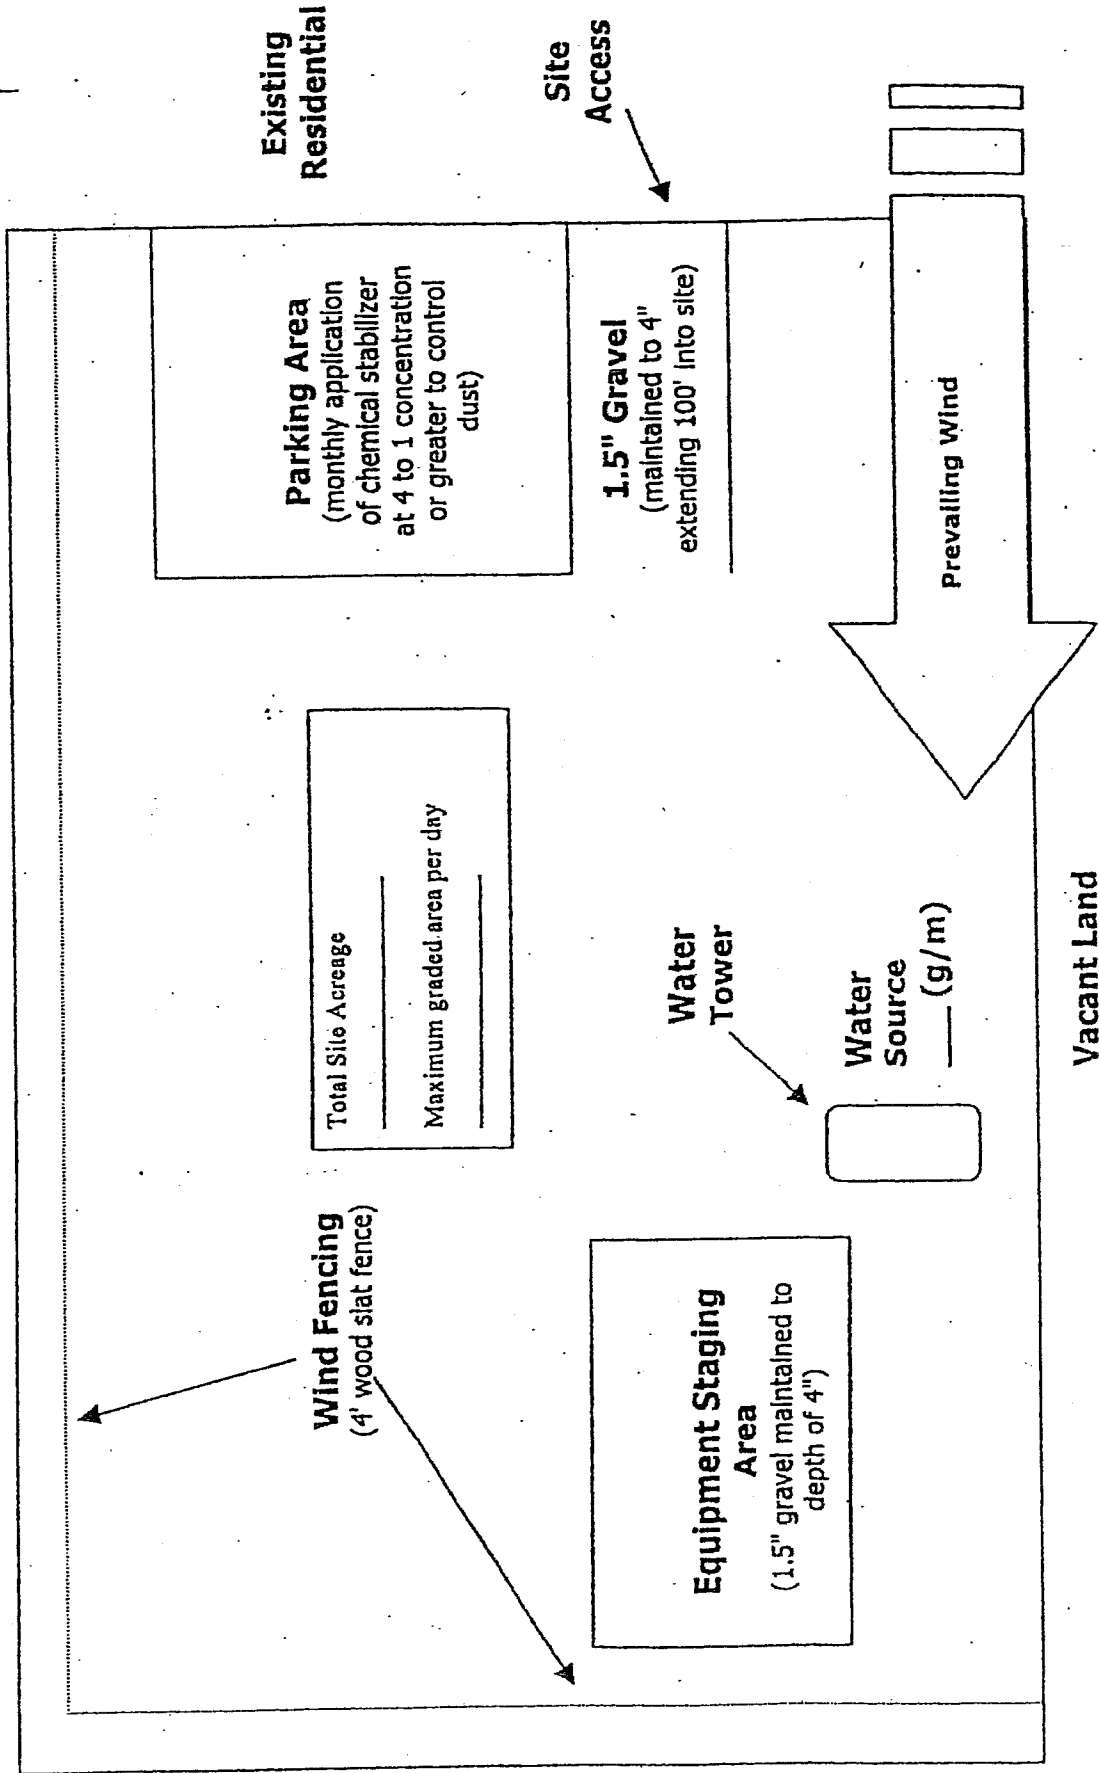 Existing
Residential
Site
Access
Parking Area
(monthly application
of chemical stabilizer
at 4 to 1 concentration
or greater to control
dust)
1.5" Gravel
(maintained to 4"
extending 100' into site)
Prevailing Wind
Total Site Acreage
Maximum graded area per day
Water
Tower
Water
Source
___ (g/m)
Vacant Land
Wind Fencing
(4' wood slat fence)
Equipment Staging
Area
(1.5" gravel maintained to
depth of 4")